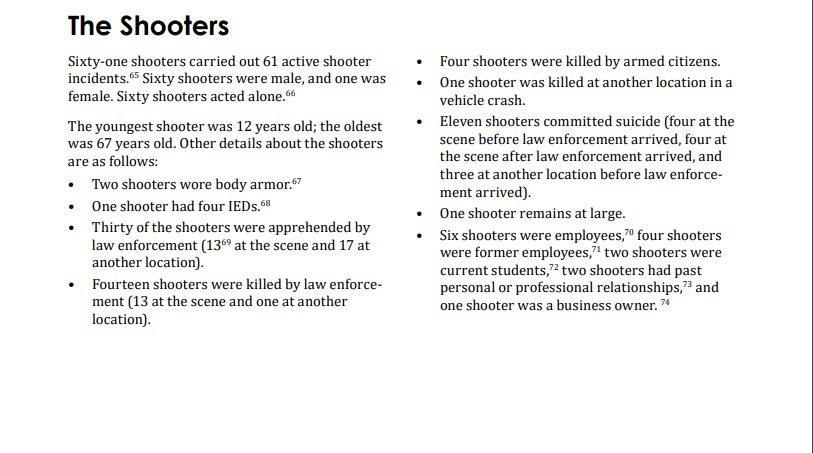 The Shooters
Sixty-one shooters carried out 61 active shooter
incidents.65 Sixty shooters were male, and one was
female. Sixty shooters acted alone.66
The youngest shooter was 12 years old; the oldest
was 67 years old. Other details about the shooters
are as follows:
• Two shooters wore body armor.67
• One shooter had four IEDs.68
• Thirty of the shooters were apprehended by
law enforcement (1369 at the scene and 17 at
another location).
• Fourteen shooters were killed by law enforce-
ment (13 at the scene and one at another
location).
• Four shooters were killed by armed citizens.
• One shooter was killed at another location in a
vehicle crash.
• Eleven shooters committed suicide (four at the
scene before law enforcement arrived, four at
the scene after law enforcement arrived, and
three at another location before law enforce-
ment arrived).
• One shooter remains at large.
• Six shooters were employees,70 four shooters
were former employees,71 two shooters were
current students,72 two shooters had past
personal or professional relationships,73 and
one shooter was a business owner. 74